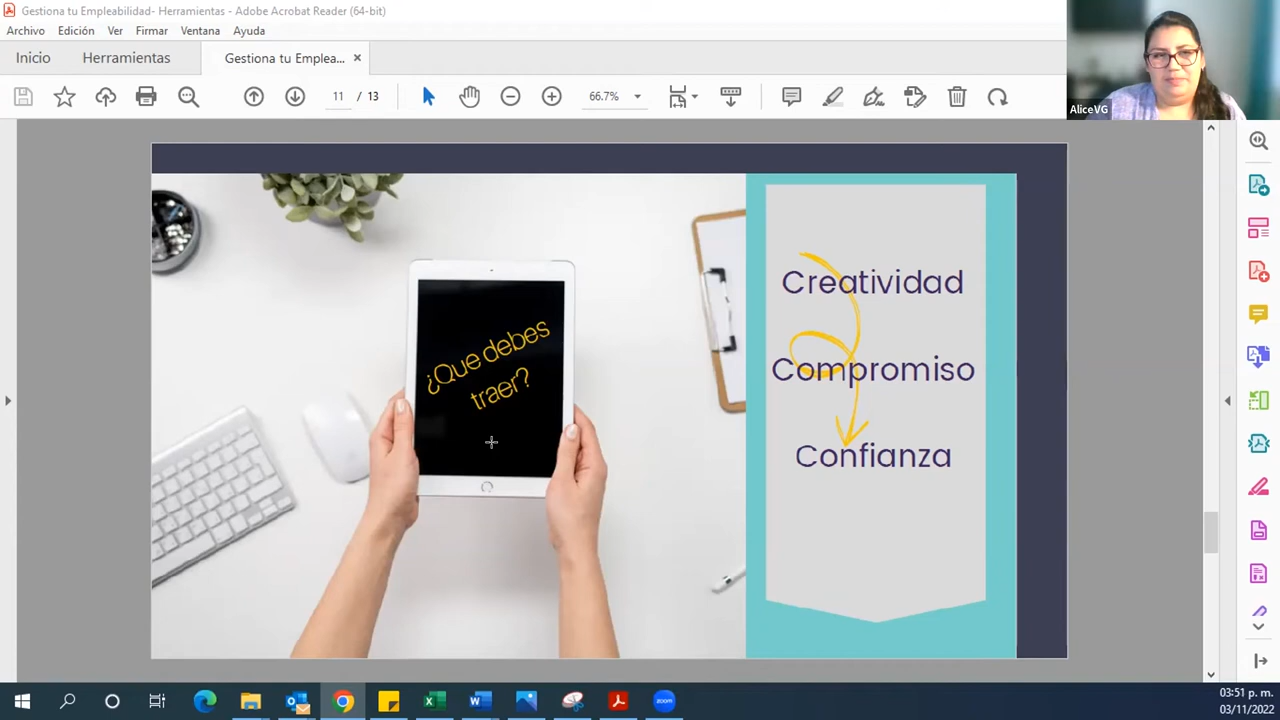 Gestiona tu Empleabilidad- Herramientas - Adobe Acrobat Reader (64-bit)
Archivo Edición Ver Firmar Ventana Ayuda
Inicio Herramientas Gestiona tu Emplea... ×
11 / 13 66.7%
AliceVG
¿Que debes
traer?
Creatividad
Compromiso
Confianza
zoom
03:51 p. m.
03/11/2022